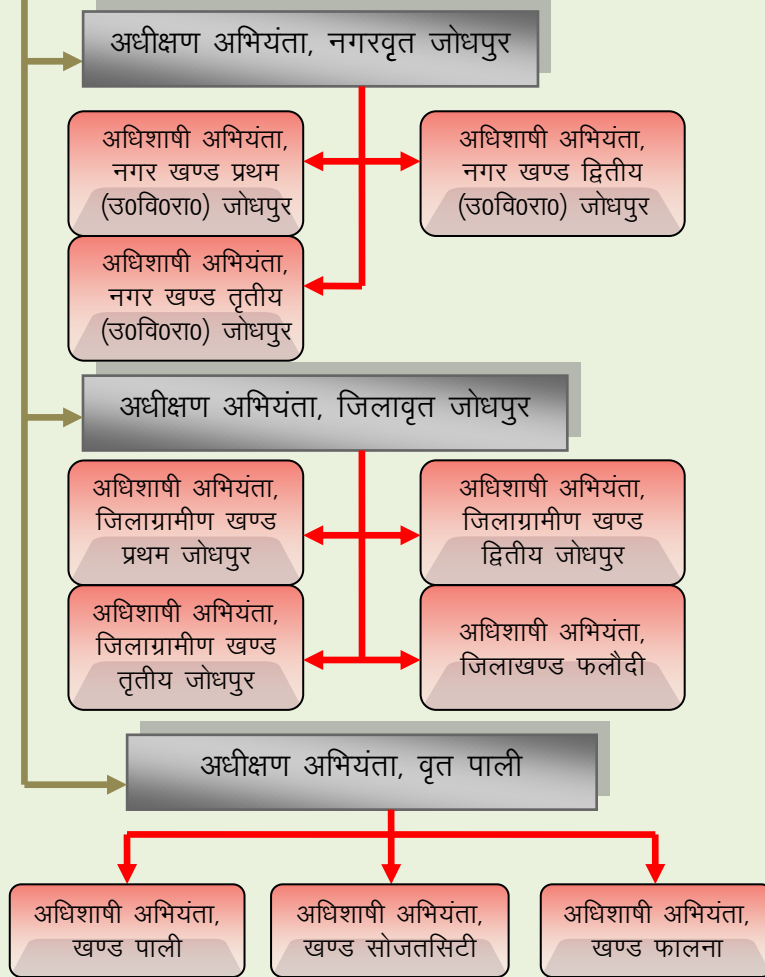 अधीक्षण अभियंता, नगरवृत जोधपुर
अधिशाषी अभियंता,
नगर खण्ड प्रथम
(उ0वि0रा0) जोधपुर
अधिशाषी अभियंता,
नगर खण्ड द्वितीय
(उ0वि0रा0) जोधपुर
अधिशाषी अभियंता,
नगर खण्ड तृतीय
(उ0वि0रा0) जोधपुर
अधीक्षण अभियंता, जिलावृत जोधपुर
अधिशाषी अभियंता,
जिलाग्रामीण खण्ड
प्रथम जोधपुर
अधिशाषी अभियंता,
जिलाग्रामीण खण्ड
द्वितीय जोधपुर
अधिशाषी अभियंता,
जिलाग्रामीण खण्ड
तृतीय जोधपुर
अधिशाषी अभियंता,
जिलाखण्ड फलौदी
अधीक्षण अभियंता, वृत पाली
अधिशाषी अभियंता,
खण्ड पाली
अधिशाषी अभियंता,
खण्ड सोजतसिटी
अधिशाषी अभियंता,
खण्ड फालना